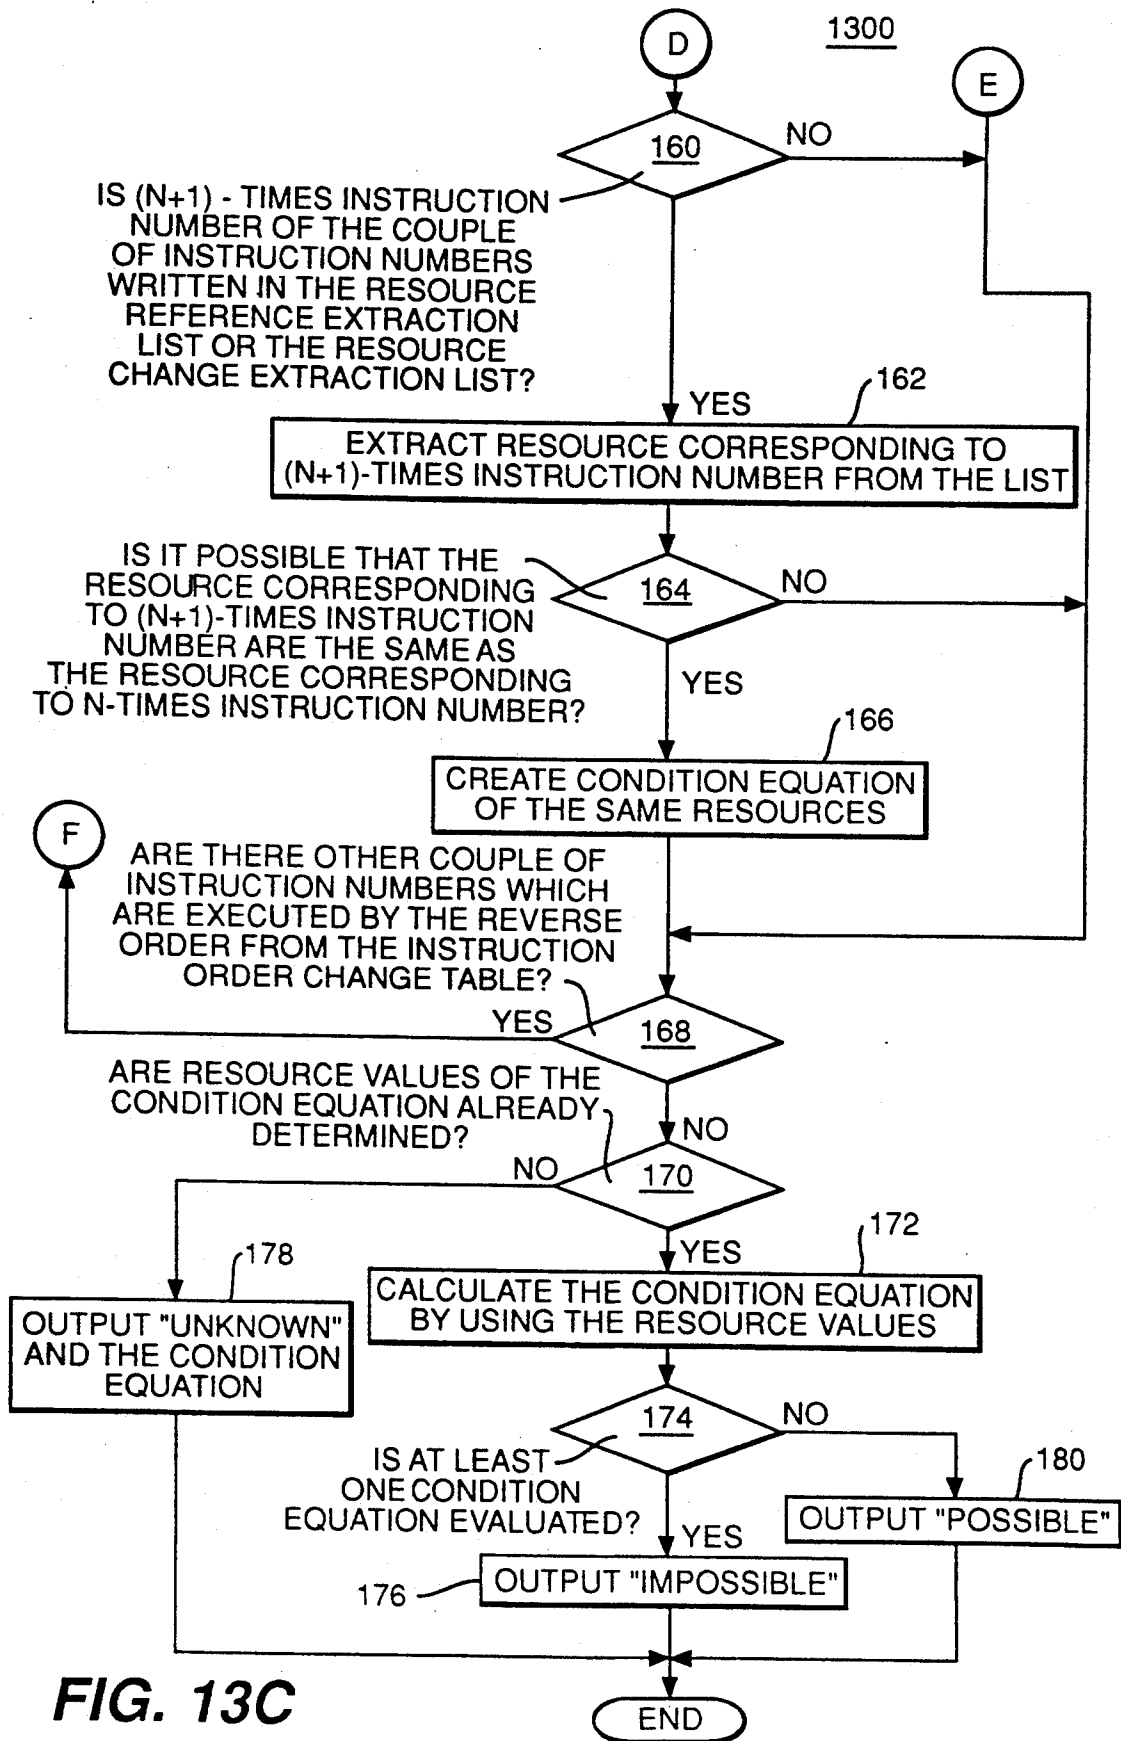 1300
D
E
160
NO
IS (N+1) - TIMES INSTRUCTION
NUMBER OF THE COUPLE
OF INSTRUCTION NUMBERS
WRITTEN IN THE RESOURCE
REFERENCE EXTRACTION
LIST OR THE RESOURCE
CHANGE EXTRACTION LIST?
YES
162
EXTRACT RESOURCE CORRESPONDING TO
(N+1)-TIMES INSTRUCTION NUMBER FROM THE LIST
IS IT POSSIBLE THAT THE
RESOURCE CORRESPONDING
TO (N+1)-TIMES INSTRUCTION
NUMBER ARE THE SAME AS
THE RESOURCE CORRESPONDING
TO N-TIMES INSTRUCTION NUMBER?
164
NO
YES
166
CREATE CONDITION EQUATION
OF THE SAME RESOURCES
F
ARE THERE OTHER COUPLE OF
INSTRUCTION NUMBERS WHICH
ARE EXECUTED BY THE REVERSE
ORDER FROM THE INSTRUCTION
ORDER CHANGE TABLE?
YES
168
NO
ARE RESOURCE VALUES OF THE
CONDITION EQUATION ALREADY
DETERMINED?
NO
170
YES
178
OUTPUT "UNKNOWN"
AND THE CONDITION
EQUATION
172
CALCULATE THE CONDITION EQUATION
BY USING THE RESOURCE VALUES
174
NO
IS AT LEAST
ONE CONDITION
EQUATION EVALUATED?
YES
180
OUTPUT "POSSIBLE"
176
OUTPUT "IMPOSSIBLE"
END
FIG. 13C